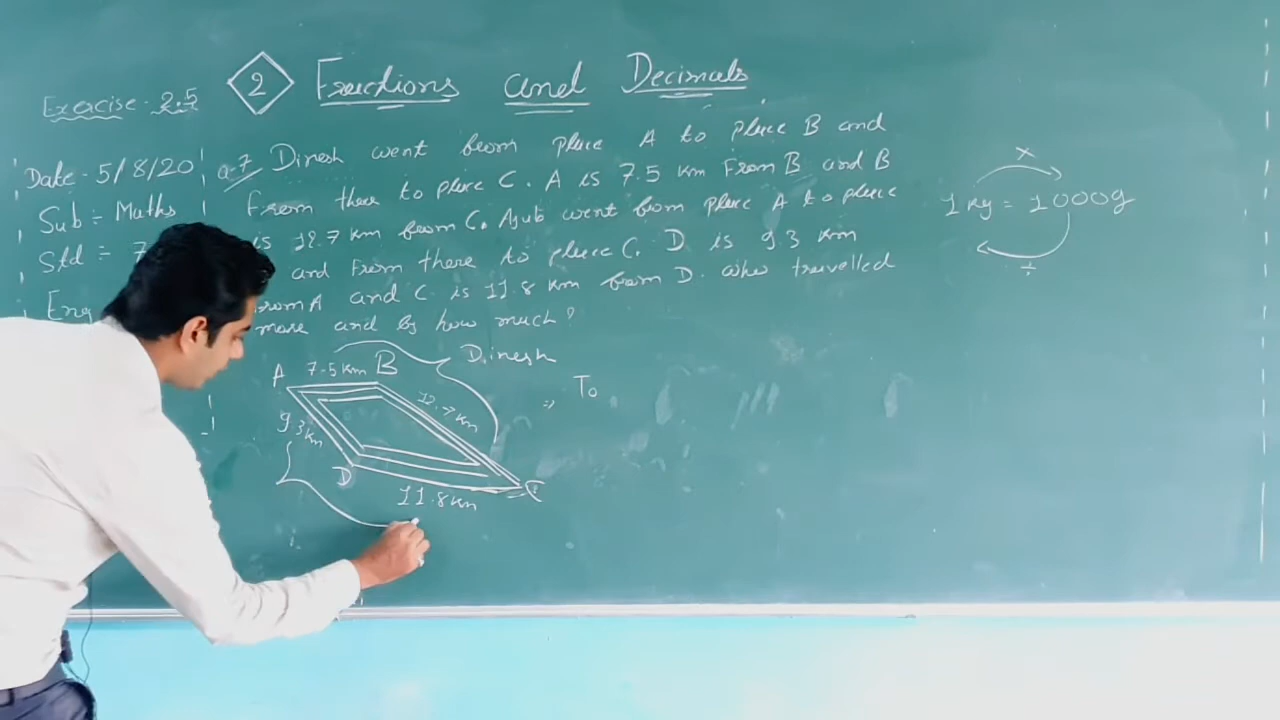 Exercise - 2.5
2 Fractions and Decimals
Date - 5/8/20
Sub :- Maths
Std :- 7
Eng
Q-7 Dinesh went from place A to place B and
from there to place C. A is 7.5 km From B and B
is 12.7 km from C. Ayub went from place A to place
and From there to place C. D is 9.3 km
from A and C is 11.8 km from D. who travelled
more and by how much?
1 Kg = 1000g
×
÷
A 7.5 km B
Dinesh
12.7 km
9.3 km
D
11.8 km
C
To